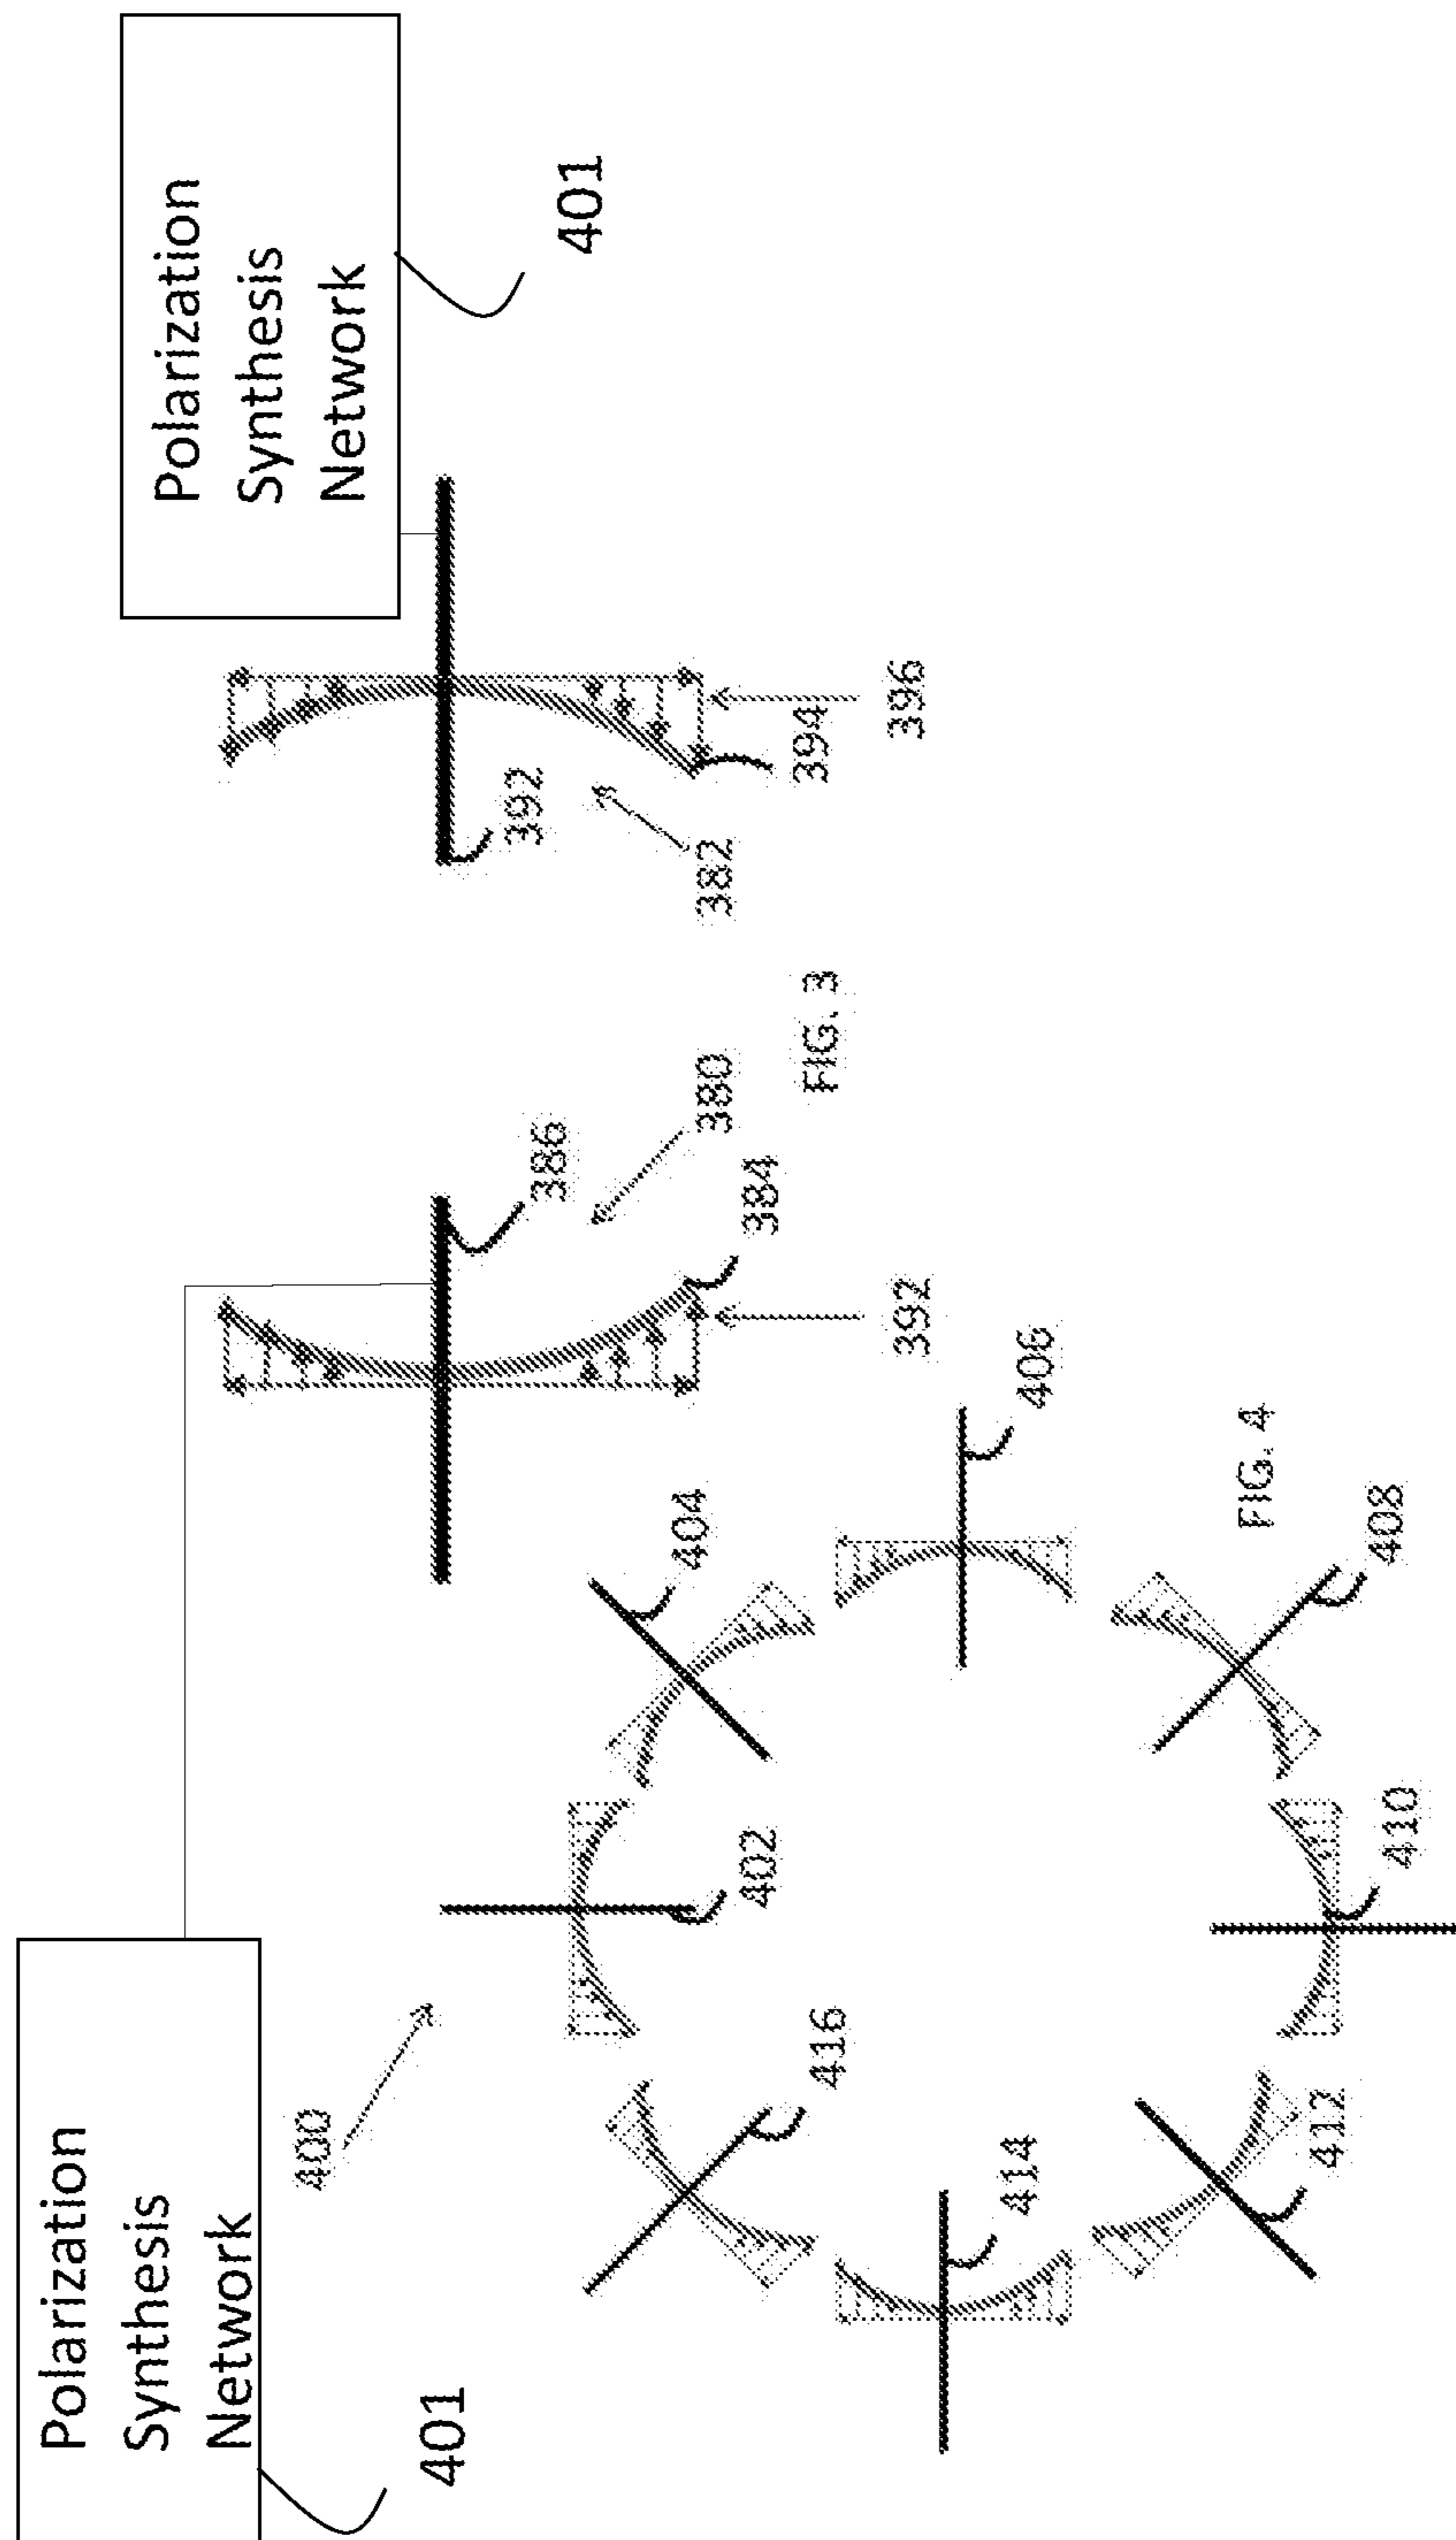 Polarization
Synthesis
Network
401
Polarization
Synthesis
Network
401
386
380
384
392
392
382
394
396
FIG. 3
400
402
404
406
408
410
412
414
416
FIG. 4